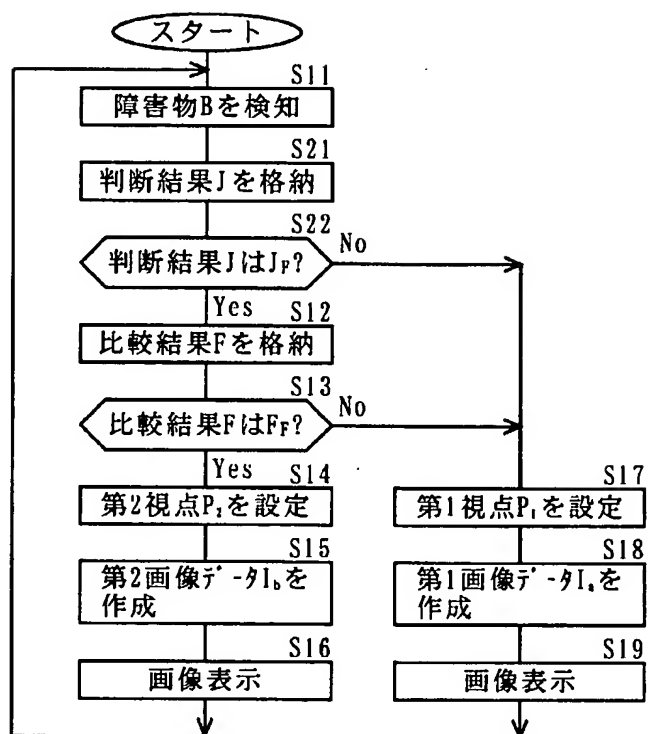 スタート
S11
障害物Bを検知
S21
判断結果Jを格納
S22
判断結果JはJF?
No
Yes
S12
比較結果Fを格納
S13
比較結果FはFF?
No
Yes
S14
第2視点P2を設定
S15
第2画像データIbを
作成
S16
画像表示
S17
第1視点P1を設定
S18
第1画像データIaを
作成
S19
画像表示